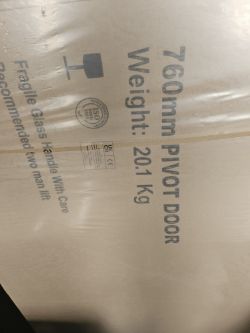 760mm PIVOT DOOR
Weight: 20.1 Kg
Fragile Glass Handle With Care
Recommended two man lift